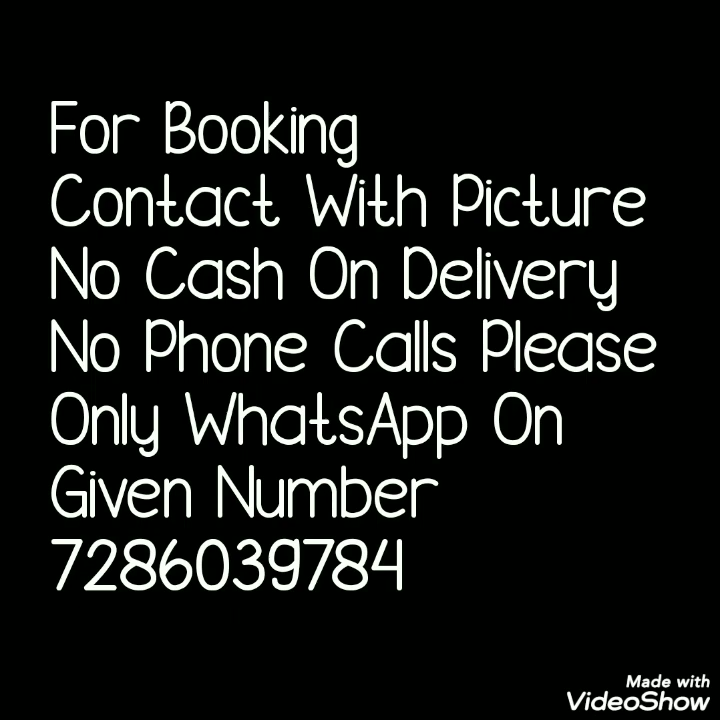 For Booking
Contact With Picture
No Cash On Delivery
No Phone Calls Please
Only WhatsApp On
Given Number
7286039784
Made with
VideoShow